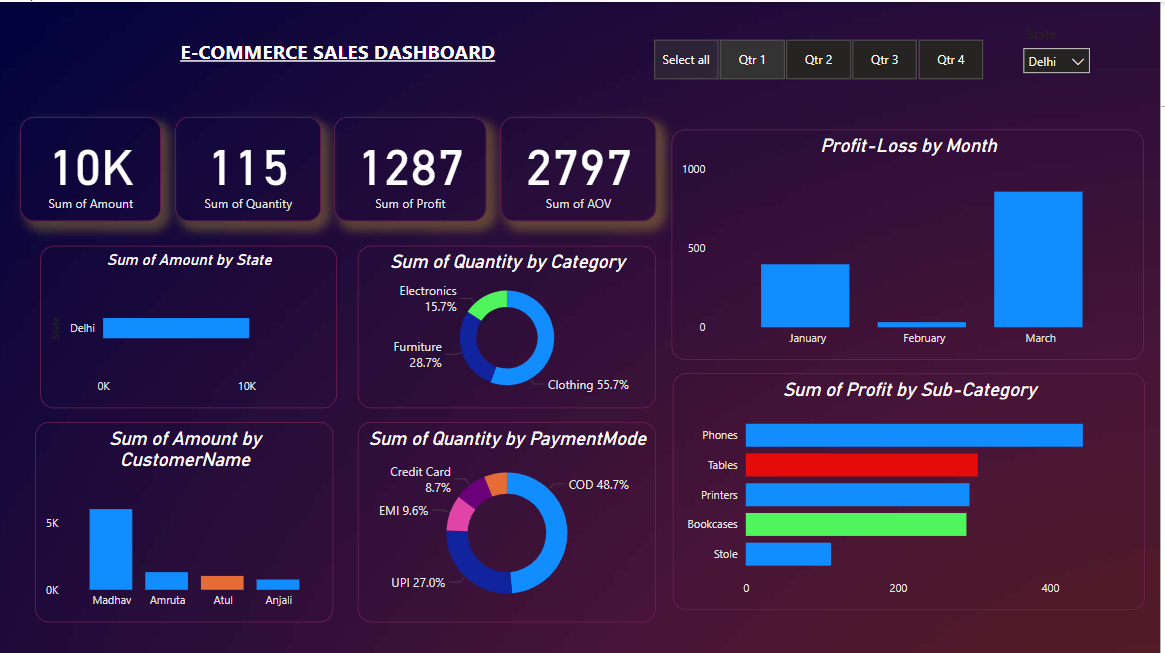 E-COMMERCE SALES DASHBOARD
Select all
Qtr 1
Qtr 2
Qtr 3
Qtr 4
State
Delhi
10K
Sum of Amount
115
Sum of Quantity
1287
Sum of Profit
2797
Sum of AOV
Profit-Loss by Month
1000
500
0
January
February
March
Sum of Amount by State
State
Delhi
0K
10K
Sum of Quantity by Category
Electronics
15.7%
Furniture
28.7%
Clothing 55.7%
Sum of Profit by Sub-Category
Phones
Tables
Printers
Bookcases
Stole
0
200
400
Sum of Amount by
CustomerName
5K
0K
Madhav
Amruta
Atul
Anjali
Sum of Quantity by PaymentMode
Credit Card
8.7%
COD 48.7%
EMI 9.6%
UPI 27.0%